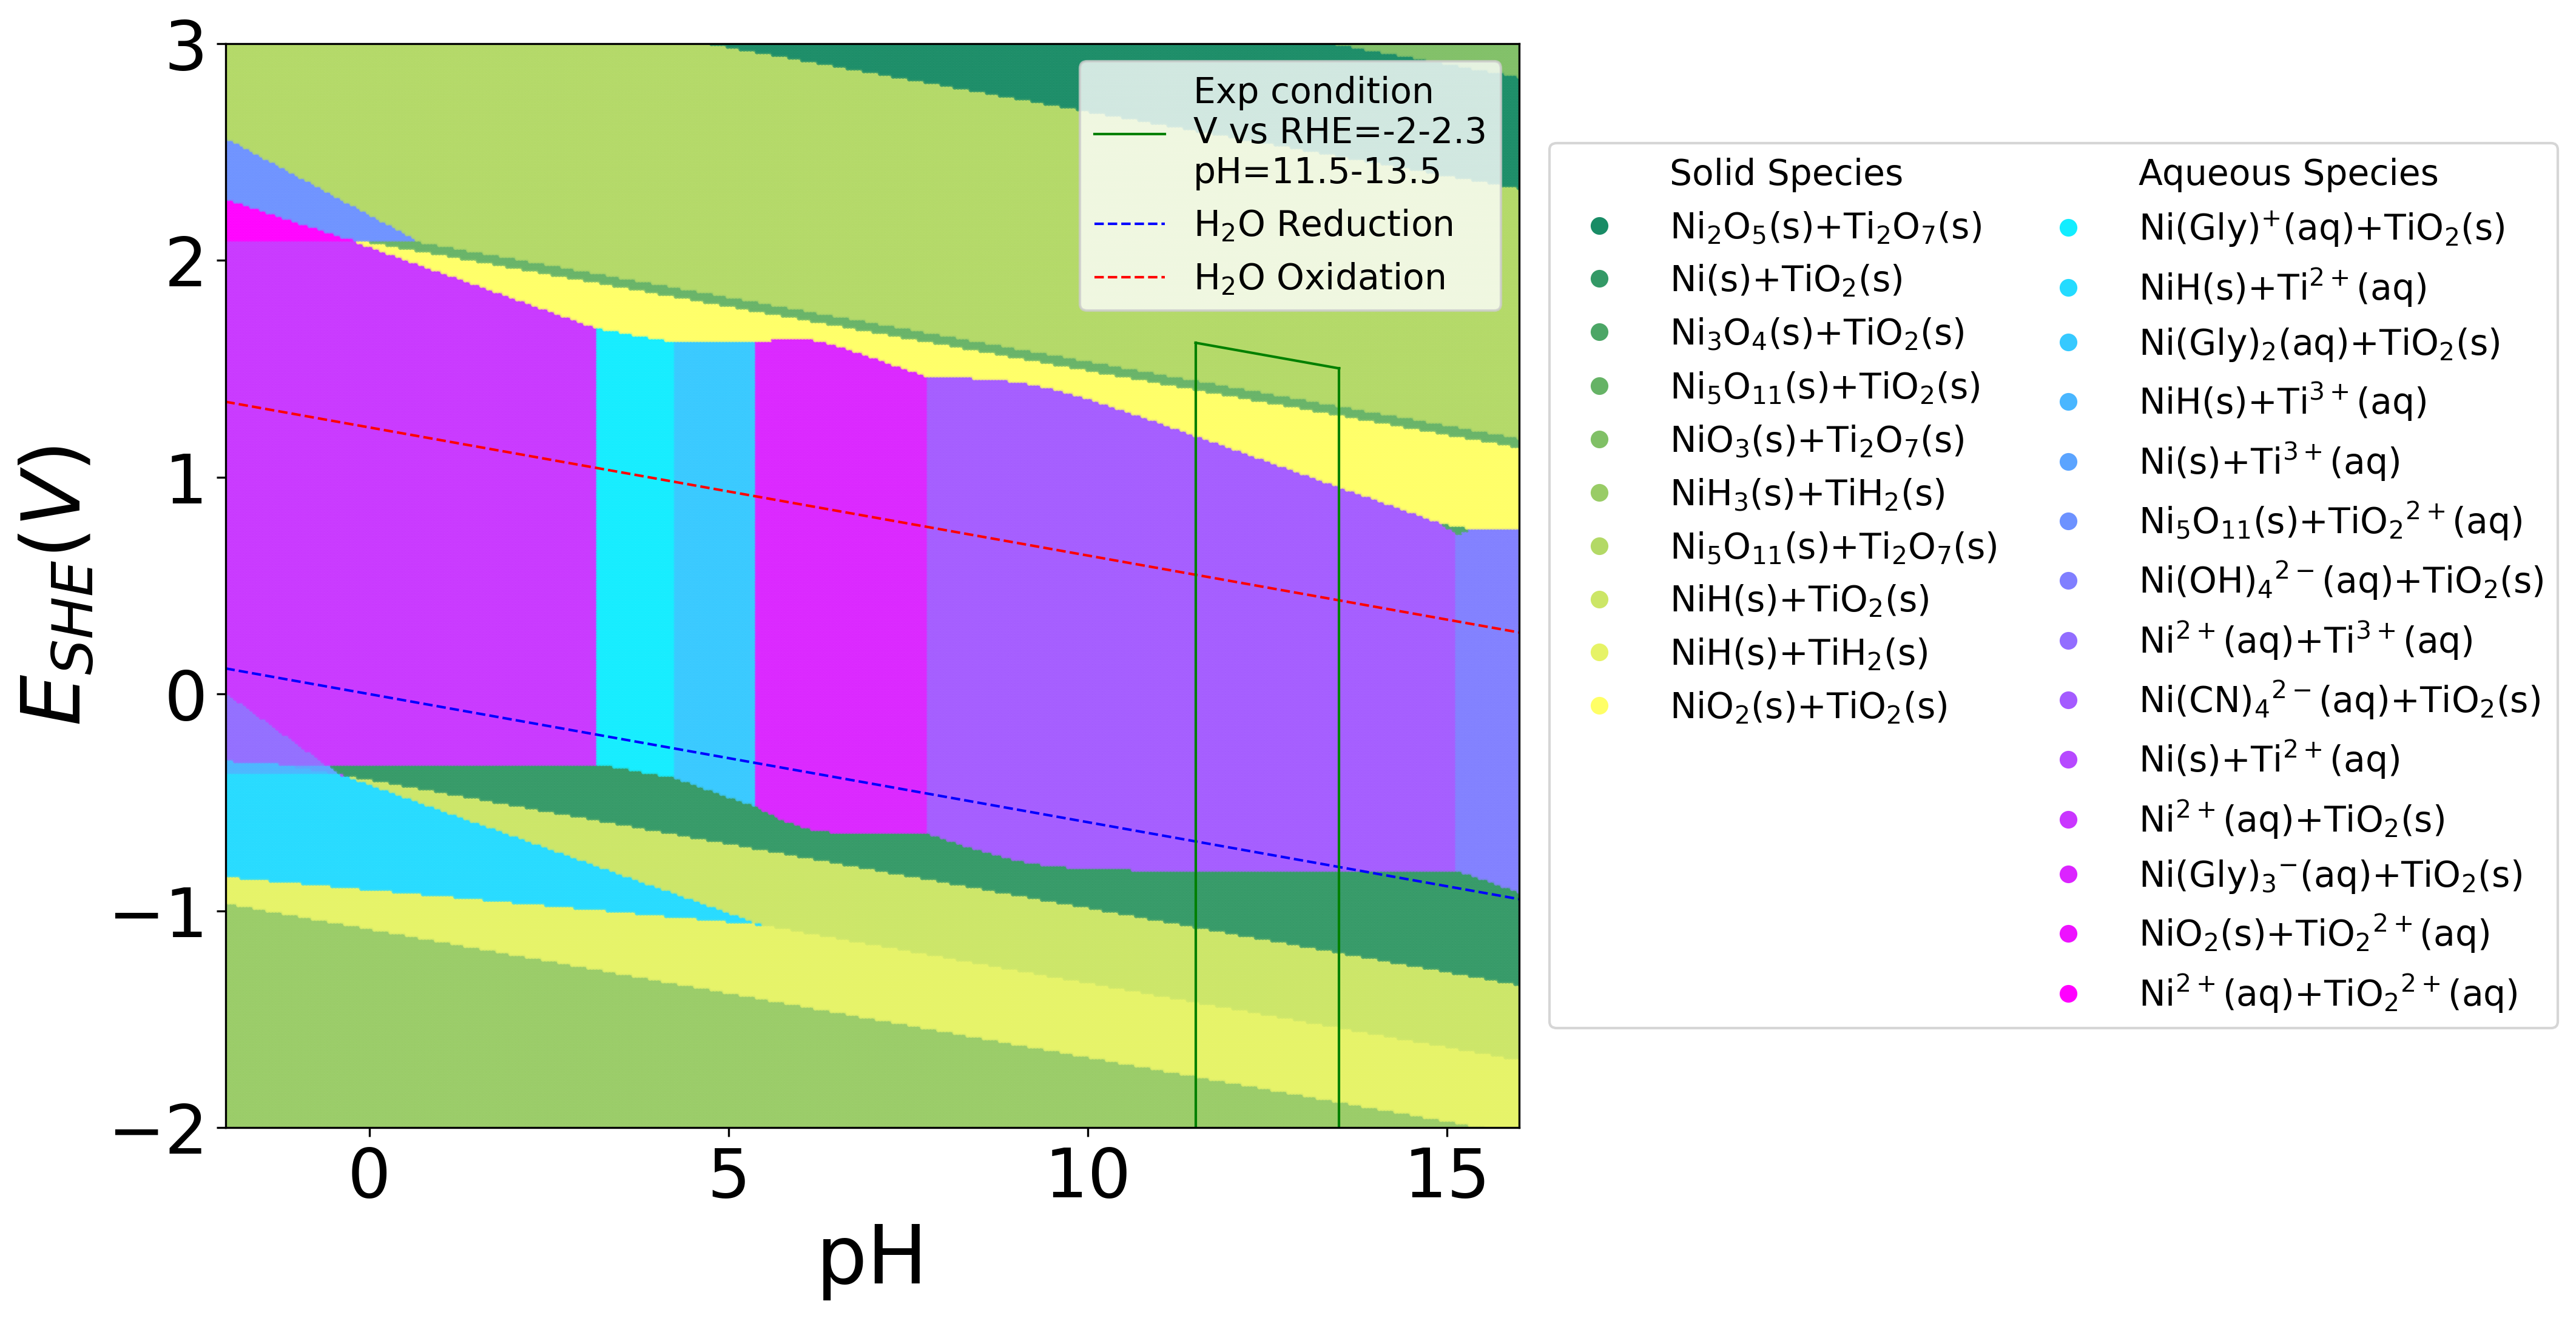 3
2
1
0
−1
−2
E_SHE(V)
0
5
10
15
pH
Exp condition
V vs RHE=-2-2.3
pH=11.5-13.5
H₂O Reduction
H₂O Oxidation
Solid Species
Ni₂O₅(s)+Ti₂O₇(s)
Ni(s)+TiO₂(s)
Ni₃O₄(s)+TiO₂(s)
Ni₅O₁₁(s)+TiO₂(s)
NiO₃(s)+Ti₂O₇(s)
NiH₃(s)+TiH₂(s)
Ni₅O₁₁(s)+Ti₂O₇(s)
NiH(s)+TiO₂(s)
NiH(s)+TiH₂(s)
NiO₂(s)+TiO₂(s)
Aqueous Species
Ni(Gly)⁺(aq)+TiO₂(s)
NiH(s)+Ti²⁺(aq)
Ni(Gly)₂(aq)+TiO₂(s)
NiH(s)+Ti³⁺(aq)
Ni(s)+Ti³⁺(aq)
Ni₅O₁₁(s)+TiO₂²⁺(aq)
Ni(OH)₄²⁻(aq)+TiO₂(s)
Ni²⁺(aq)+Ti³⁺(aq)
Ni(CN)₄²⁻(aq)+TiO₂(s)
Ni(s)+Ti²⁺(aq)
Ni²⁺(aq)+TiO₂(s)
Ni(Gly)₃⁻(aq)+TiO₂(s)
NiO₂(s)+TiO₂²⁺(aq)
Ni²⁺(aq)+TiO₂²⁺(aq)